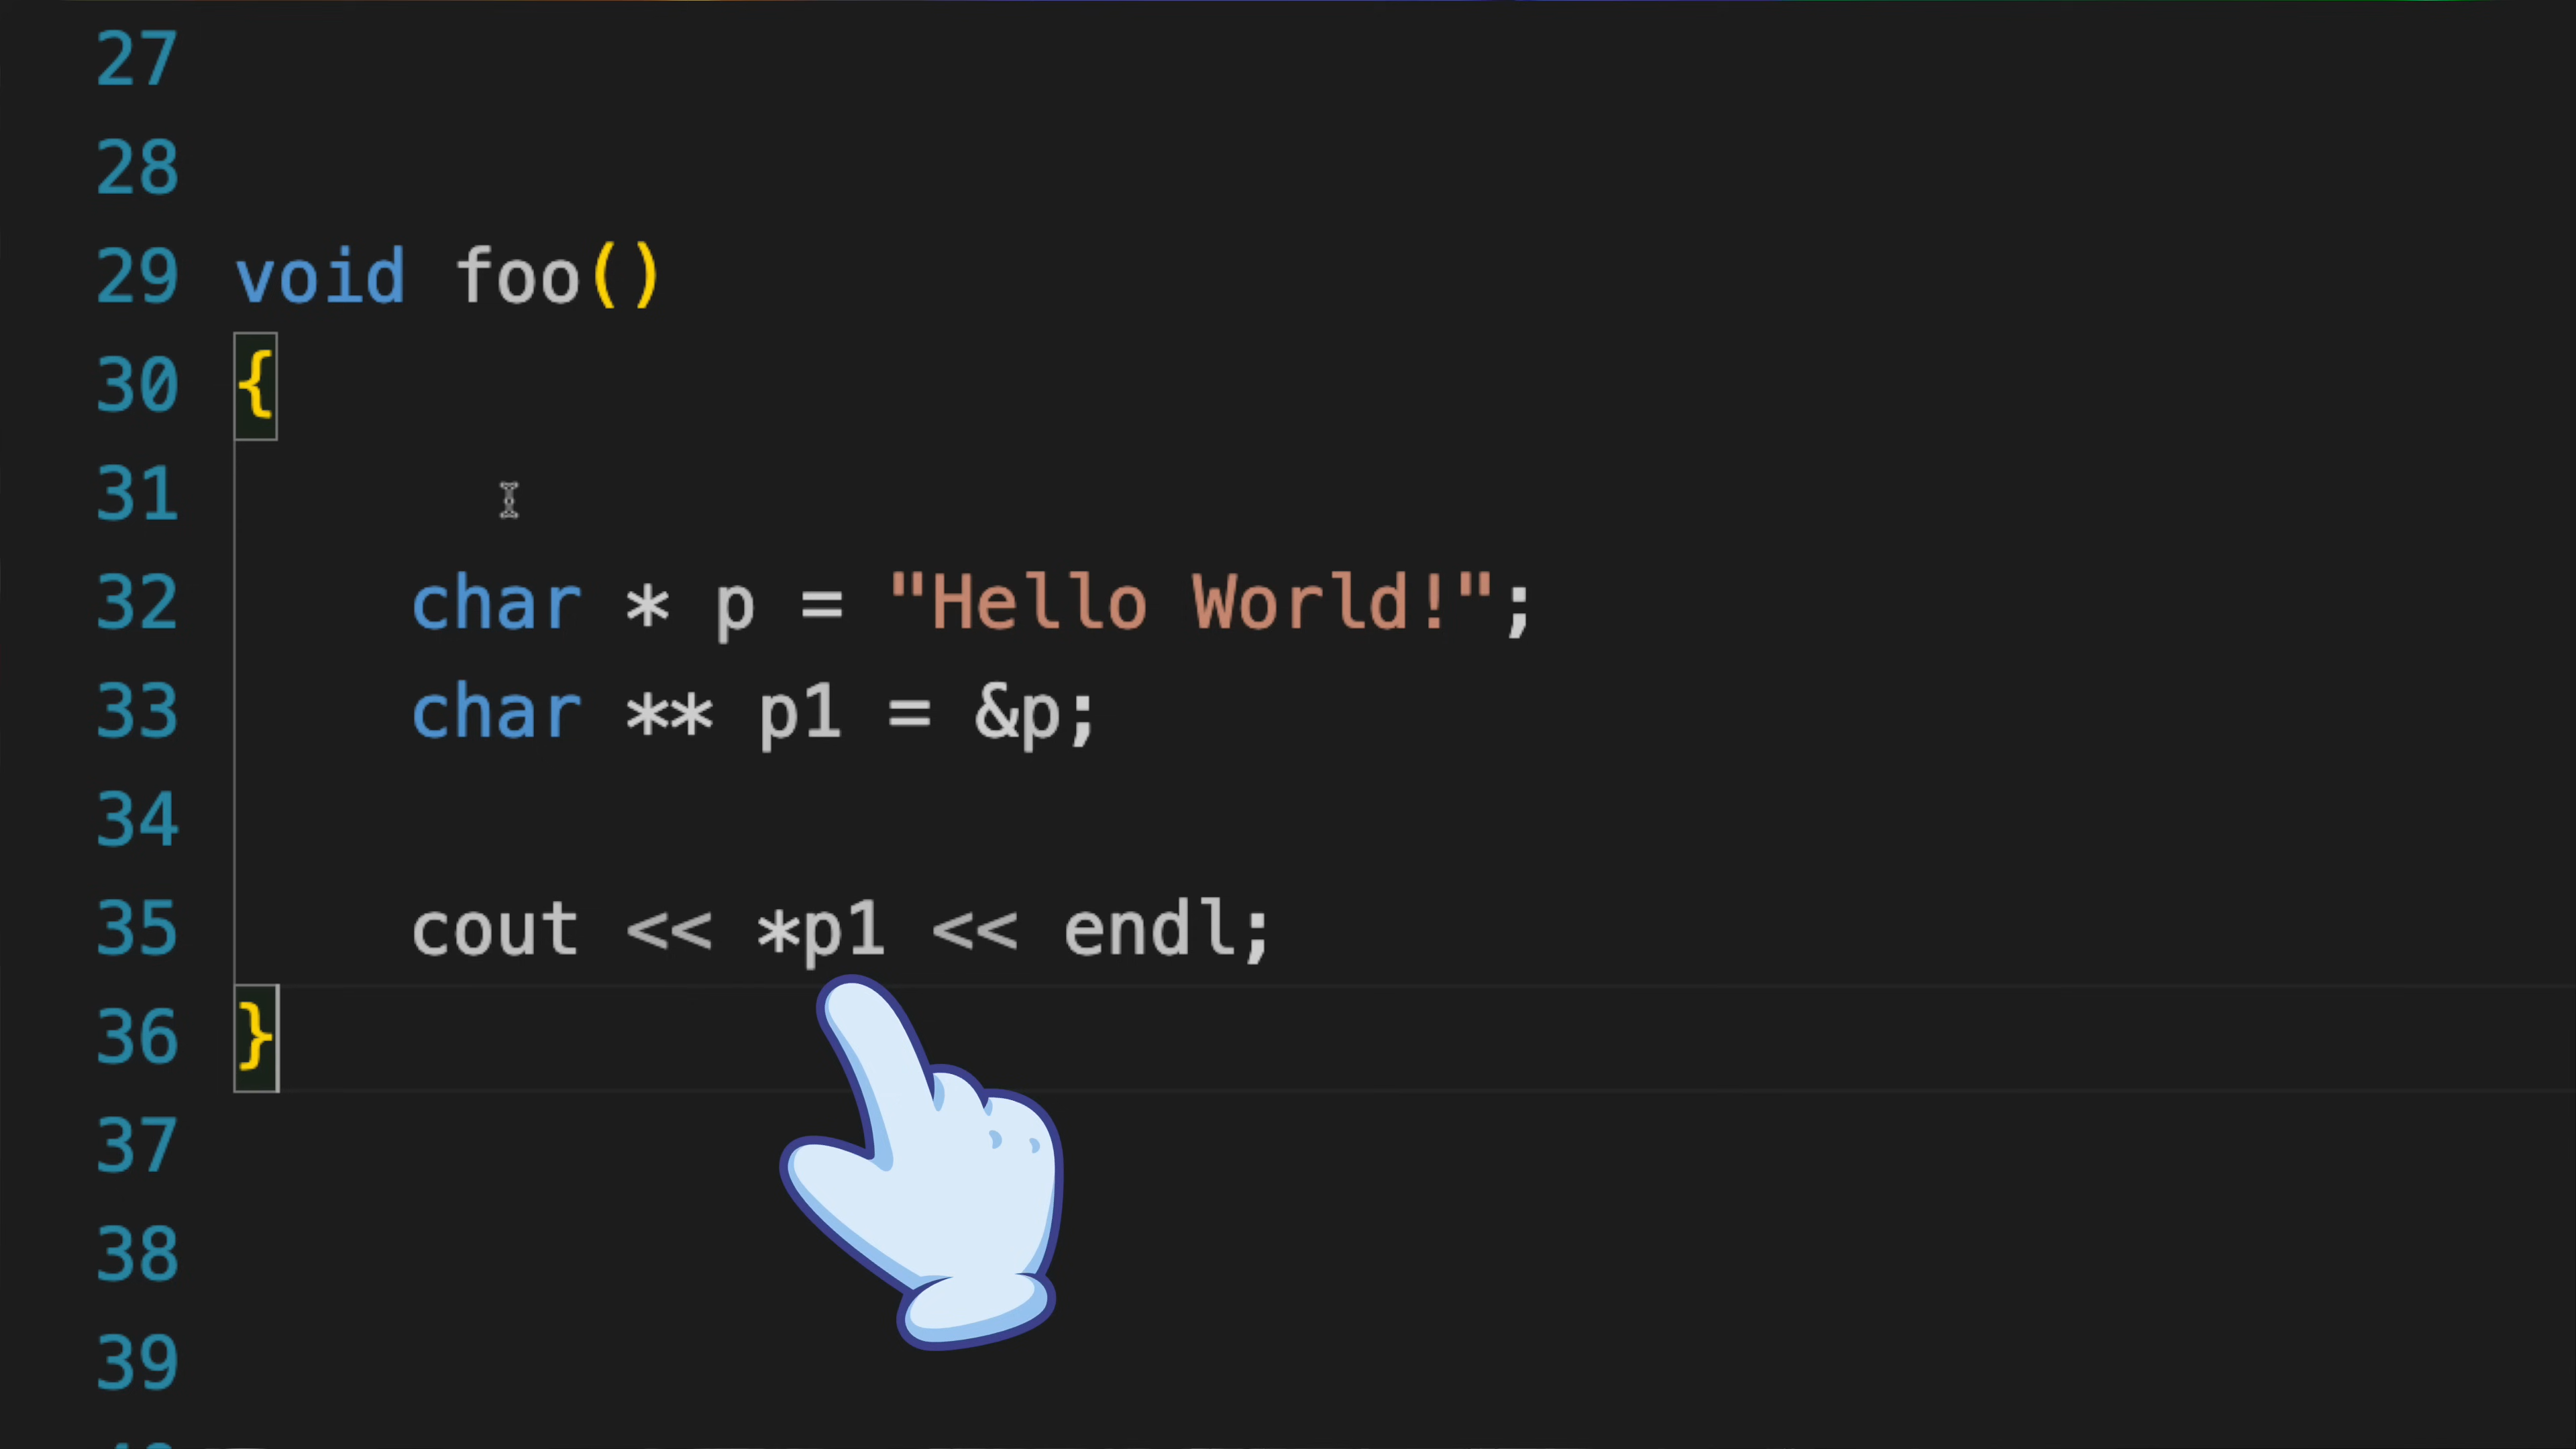 27
28
29 void foo()
30 {
31
32 char * p = "Hello World!";
33 char ** p1 = &p;
34
35 cout << *p1 << endl;
36 }
37
38
39